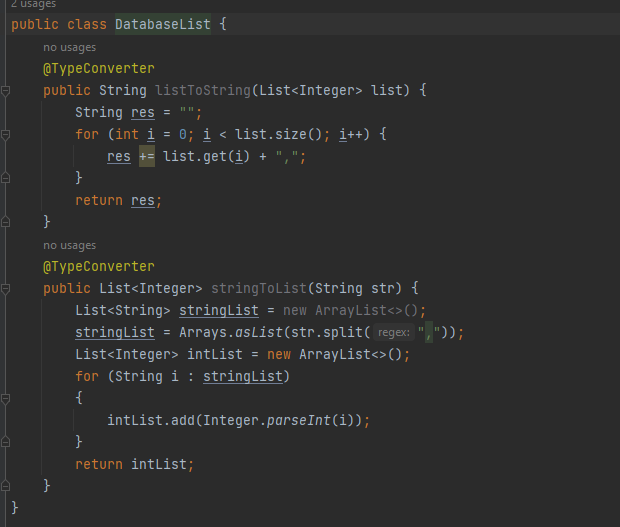 2 usages
public class DatabaseList {
no usages
@TypeConverter
public String listToString(List<Integer> list) {
String res = "";
for (int i = 0; i < list.size(); i++) {
res += list.get(i) + ",";
}
return res;
}
no usages
@TypeConverter
public List<Integer> stringToList(String str) {
List<String> stringList = new ArrayList<>();
stringList = Arrays.asList(str.split( regex: ","));
List<Integer> intList = new ArrayList<>();
for (String i : stringList)
{
intList.add(Integer.parseInt(i));
}
return intList;
}
}